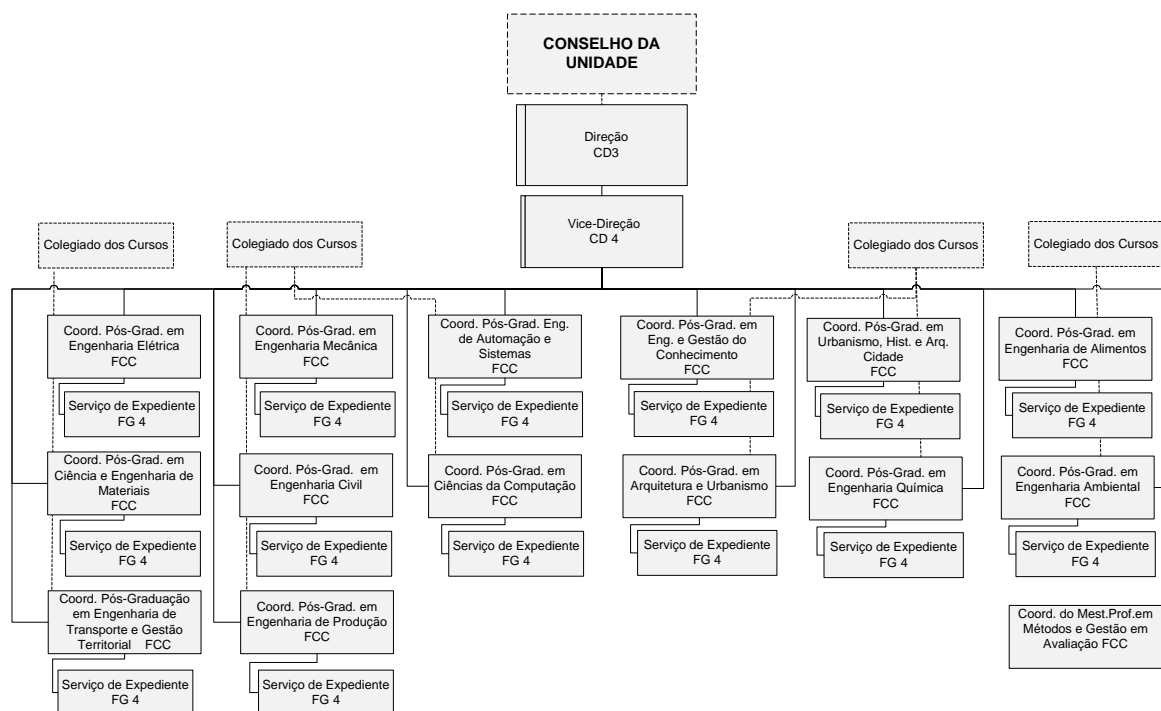 CONSELHO DA
UNIDADE
Direção
CD3
Vice-Direção
CD 4
Colegiado dos Cursos
Colegiado dos Cursos
Colegiado dos Cursos
Colegiado dos Cursos
Coord. Pós-Grad. em
Engenharia Elétrica
FCC
Coord. Pós-Grad. em
Engenharia Mecânica
FCC
Coord. Pós-Grad. Eng.
de Automação e
Sistemas
FCC
Coord. Pós-Grad. em
Eng. e Gestão do
Conhecimento
FCC
Coord. Pós-Grad. em
Urbanismo, Hist. e Arq.
Cidade
FCC
Coord. Pós-Grad. em
Engenharia de Alimentos
FCC
Serviço de Expediente
FG 4
Serviço de Expediente
FG 4
Serviço de Expediente
FG 4
Serviço de Expediente
FG 4
Serviço de Expediente
FG 4
Serviço de Expediente
FG 4
Coord. Pós-Grad. em
Ciência e Engenharia de
Materiais
FCC
Coord. Pós-Grad. em
Engenharia Civil
FCC
Coord. Pós-Grad. em
Ciências da Computação
FCC
Coord. Pós-Grad. em
Arquitetura e Urbanismo
FCC
Coord. Pós-Grad. em
Engenharia Química
FCC
Coord. Pós-Grad. em
Engenharia Ambiental
FCC
Serviço de Expediente
FG 4
Serviço de Expediente
FG 4
Serviço de Expediente
FG 4
Serviço de Expediente
FG 4
Serviço de Expediente
FG 4
Serviço de Expediente
FG 4
Coord. Pós-Graduação
em Engenharia de
Transporte e Gestão
Territorial FCC
Coord. Pós-Grad. em
Engenharia de Produção
FCC
Coord. do Mest.Prof.em
Métodos e Gestão em
Avaliação FCC
Serviço de Expediente
FG 4
Serviço de Expediente
FG 4